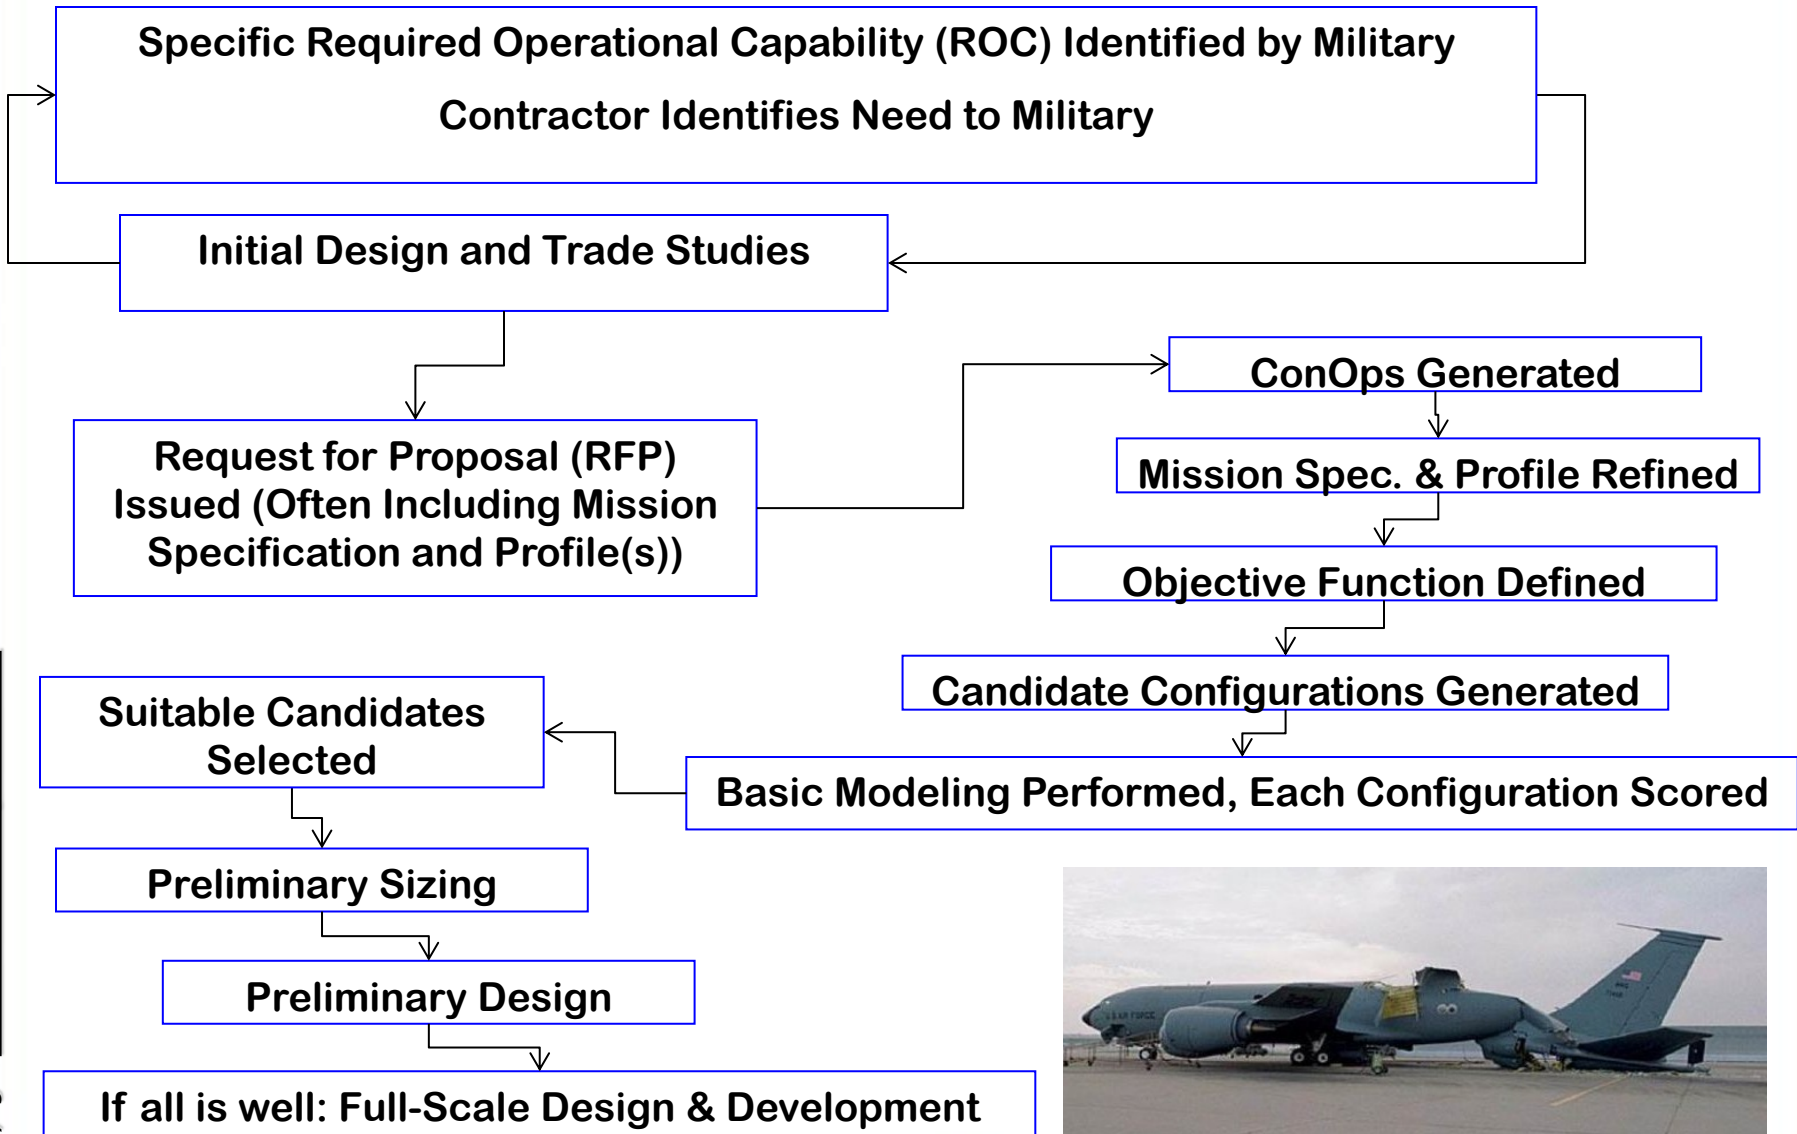 Specific Required Operational Capability (ROC) Identified by Military
Contractor Identifies Need to Military
Initial Design and Trade Studies
Request for Proposal (RFP)
Issued (Often Including Mission
Specification and Profile(s))
ConOps Generated
Mission Spec. & Profile Refined
Objective Function Defined
Candidate Configurations Generated
Basic Modeling Performed, Each Configuration Scored
Suitable Candidates
Selected
Preliminary Sizing
Preliminary Design
If all is well: Full-Scale Design & Development
U.S. AIR FORCE